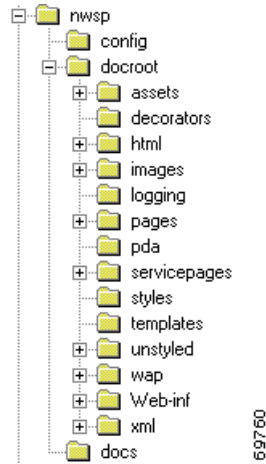 nwsp
config
docroot
assets
decorators
html
images
logging
pages
pda
servicepages
styles
templates
unstyled
wap
Web-inf
xml
docs
69760